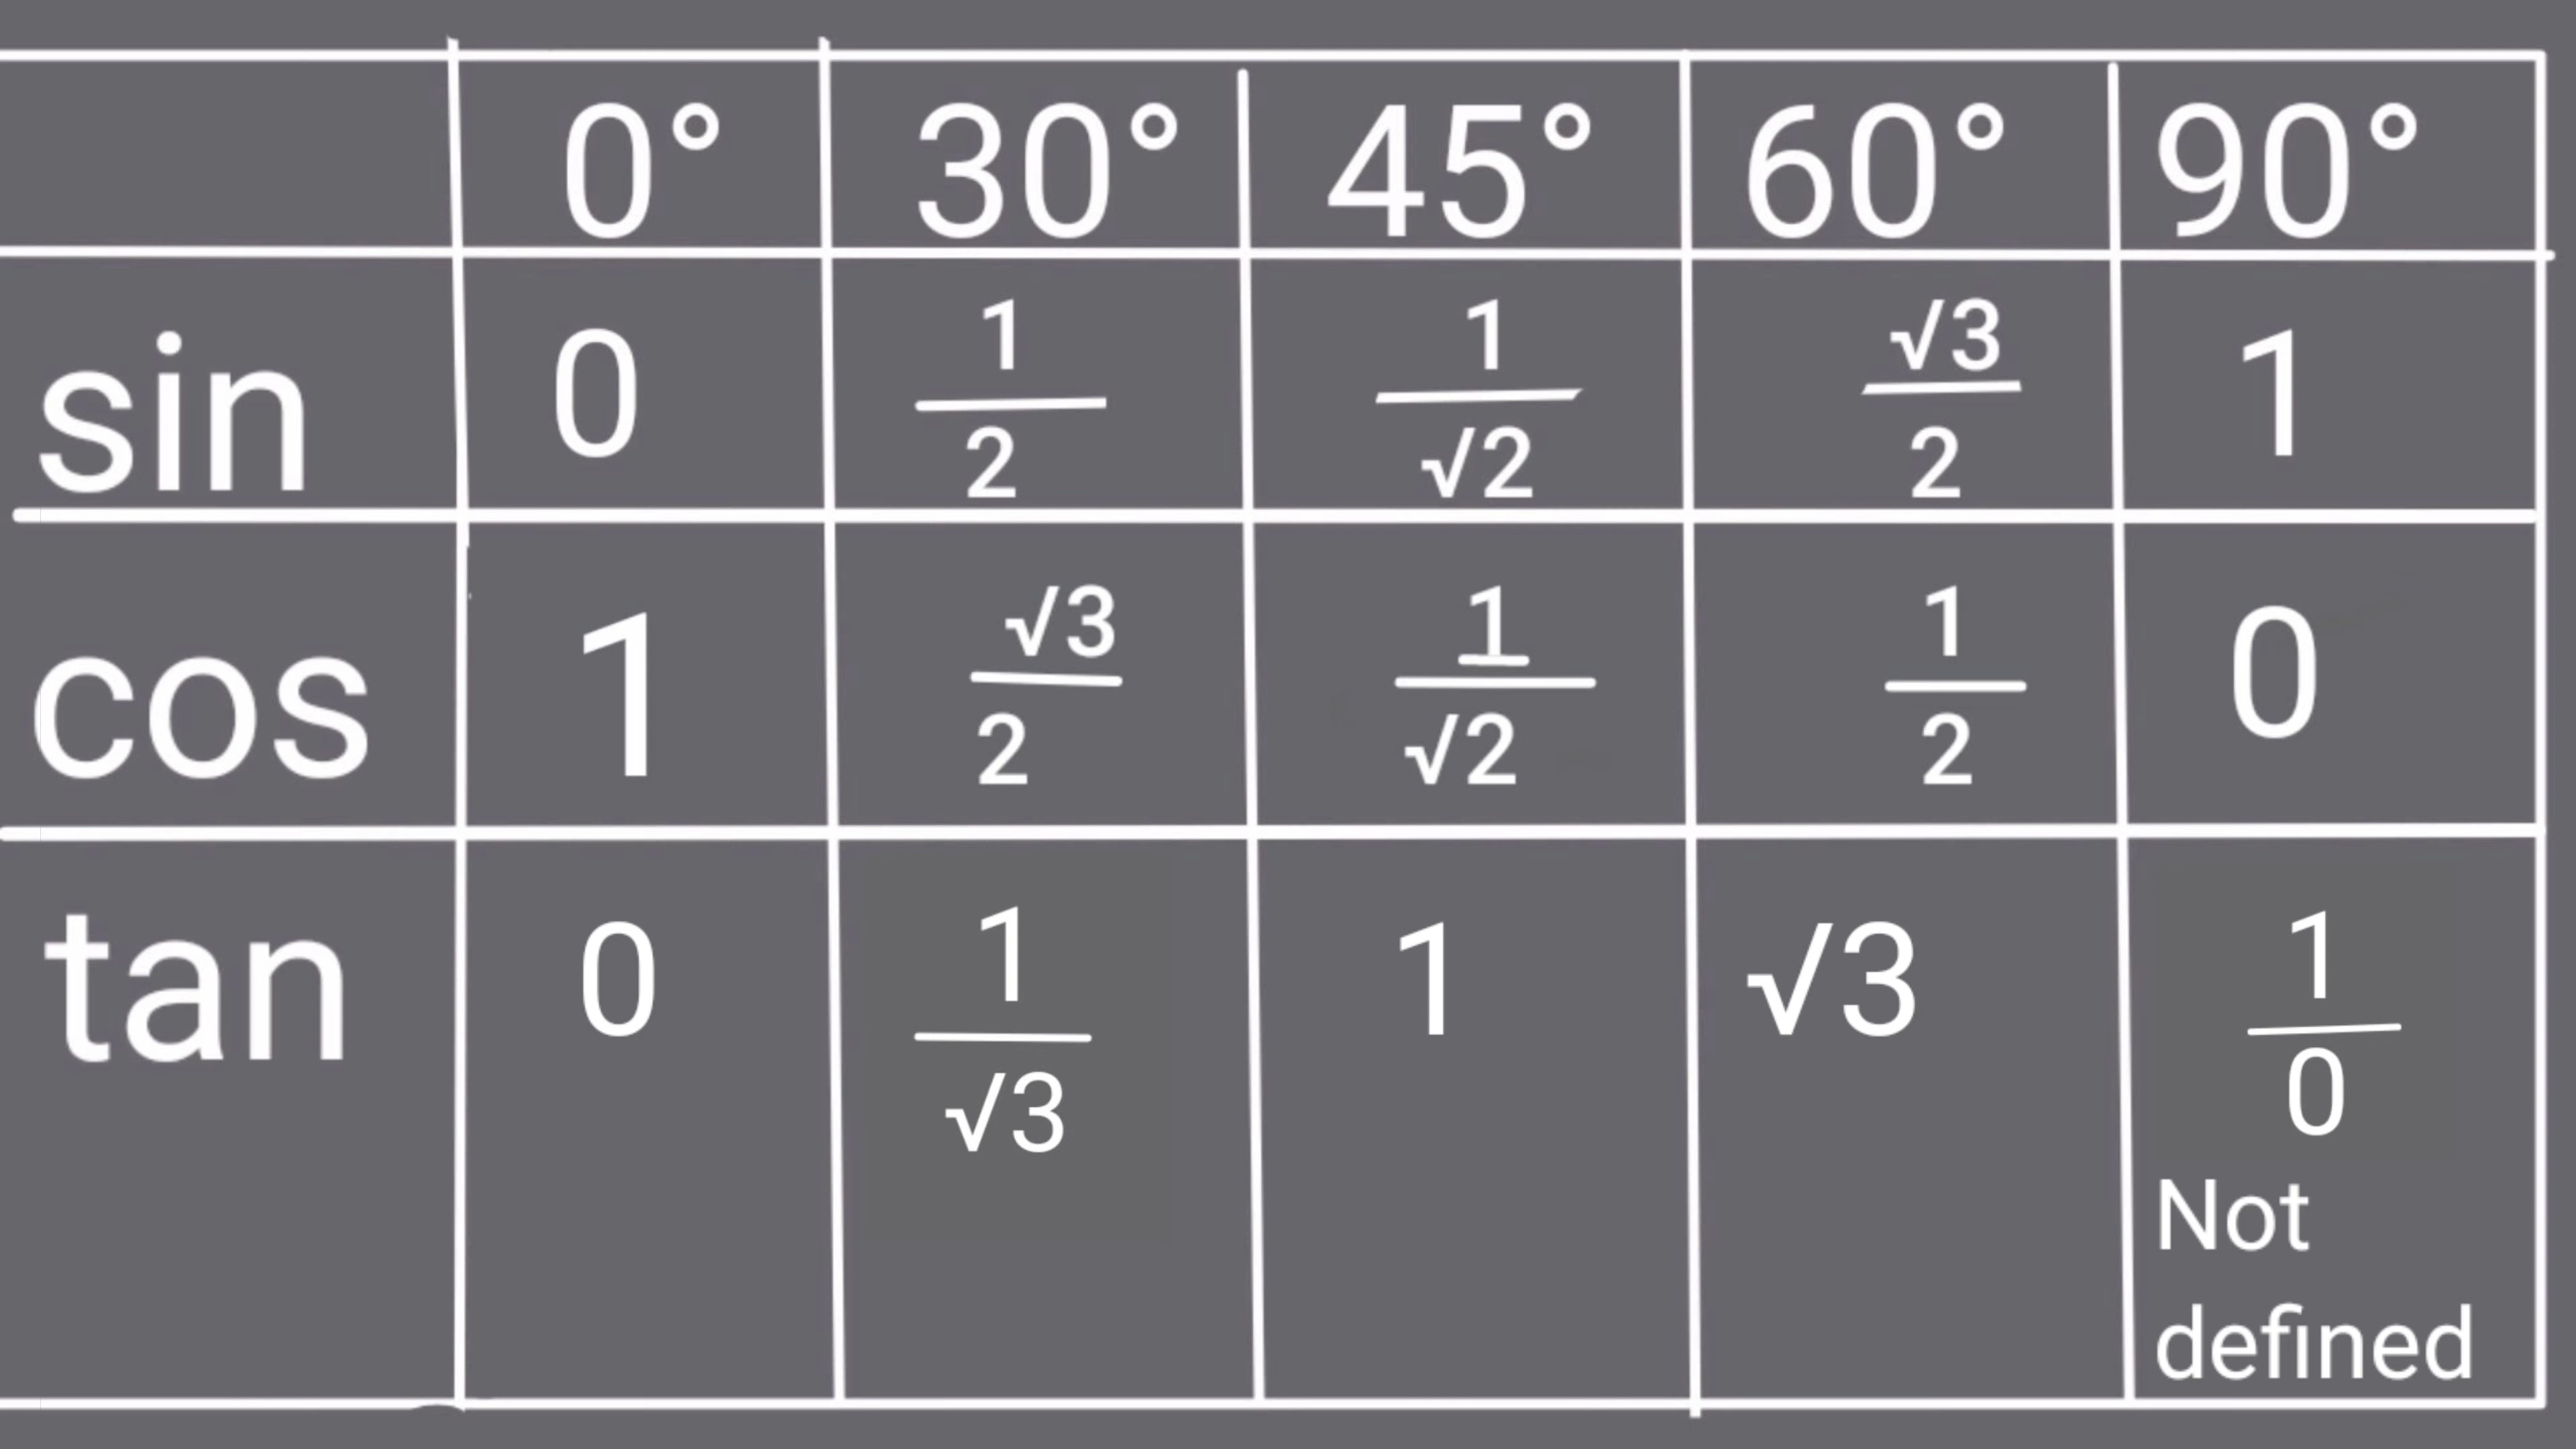 0° 30° 45° 60° 90°
sin 0 1/2 1/√2 √3/2 1
cos 1 √3/2 1/√2 1/2 0
tan 0 1/√3 1 √3 1/0
Not
defined